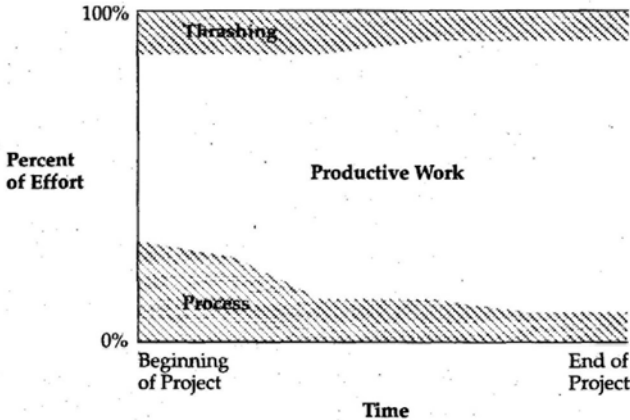 100%
Thrashing
Percent
of Effort
Productive Work
Process
0%
Beginning
of Project
End of
Project
Time